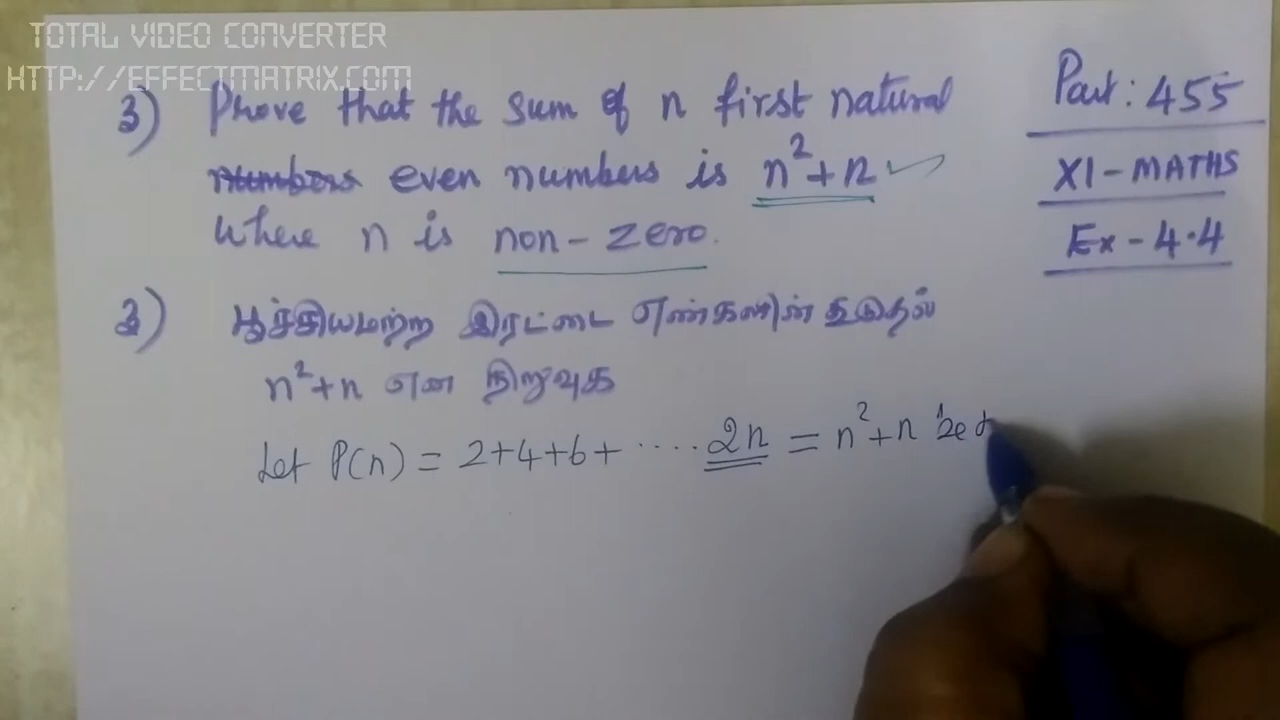 TOTAL VIDEO CONVERTER
HTTP://EFFECTMATRIX.COM
3) Prove that the sum of n first natural
even numbers is n²+n
where n is non-zero.
3) பூச்சியமற்ற இரட்டை எண்களின் கூடுதல்
n²+n என நிறுவுக
Let P(n) = 2+4+6+ ..... 2n = n²+n
Part: 455
XI-MATHS
Ex-4.4